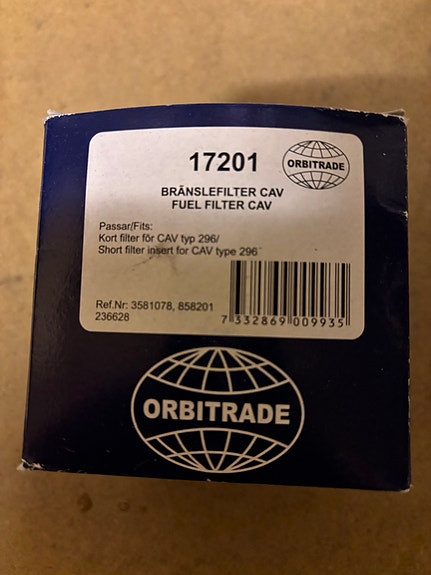 17201
ORBITRADE
BRÄNSLEFILTER CAV
FUEL FILTER CAV
Passar/Fits:
Kort filter för CAV typ 296/
Short filter insert for CAV type 296
Ref.Nr: 3581078, 858201
236628
7 332869 009935
ORBITRADE